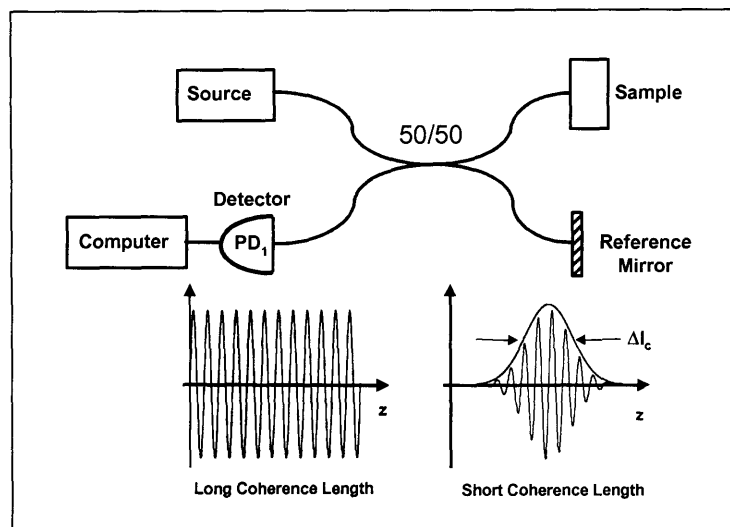 Source
50/50
Sample
Detector
Computer
PD1
Reference
Mirror
Δlc
z
z
Long Coherence Length
Short Coherence Length